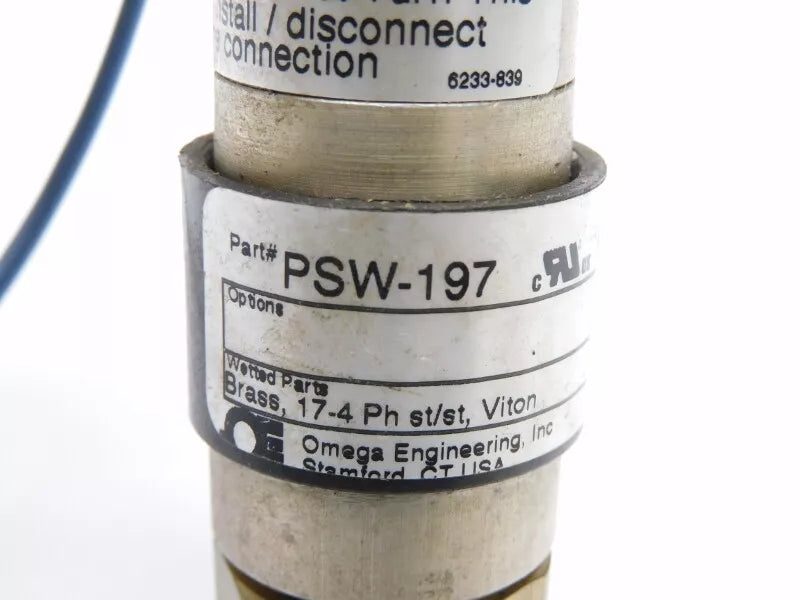 install / disconnect
connection
6233-839
Part# PSW-197
Options
Wetted Parts
Brass, 17-4 Ph st/st, Viton
Omega Engineering, Inc
Stamford, CT USA